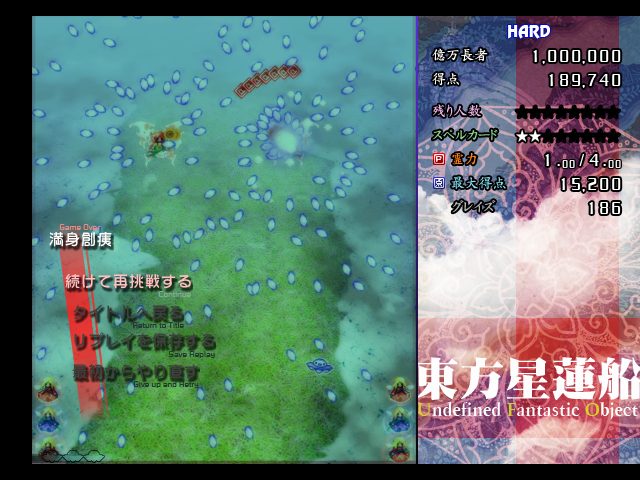 Game Over
満身創痍
続けて再挑戦する
Continue
タイトルへ戻る
Return to Title
リプレイを保存する
Save Replay
最初からやり直す
Give up and Retry
HARD
億万長者 1,000,000
得点 189,740
残り人数 ★★★★★★★★
スペルカード ★★★★★★★★
P 霊力 1.00/4.00
点 最大得点 15,200
グレイズ 186
東方星蓮船
Undefined Fantastic Object